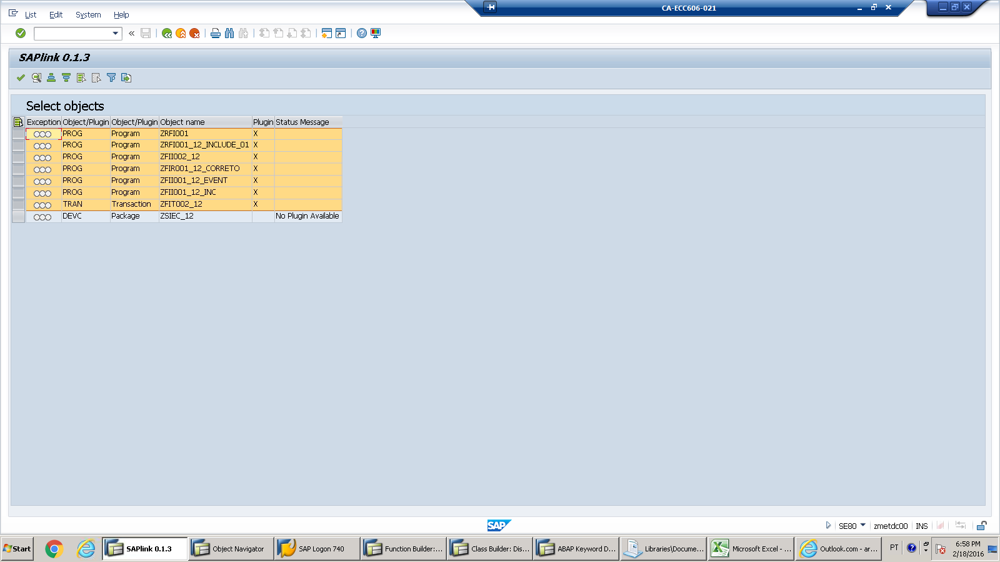 CA-ECC606-021
List Edit System Help
SAPlink 0.1.3
Select objects
Exception Object/Plugin Object/Plugin Object name Plugin Status Message
PROG Program ZRFI001 X
PROG Program ZRFI001_12_INCLUDE_01 X
PROG Program ZFII002_12 X
PROG Program ZFIR001_12_CORRETO X
PROG Program ZFII001_12_EVENT X
PROG Program ZFII001_12_INC X
TRAN Transaction ZFIT002_12 X
DEVC Package ZSIEC_12 No Plugin Available
SAP SE80 zmetdc00 INS
Start SAPlink 0.1.3 Object Navigator SAP Logon 740 Function Builder:... Class Builder: Dis... ABAP Keyword D... Libraries\Docume... Microsoft Excel - ... Outlook.com - ar... PT 6:58 PM
2/18/2016